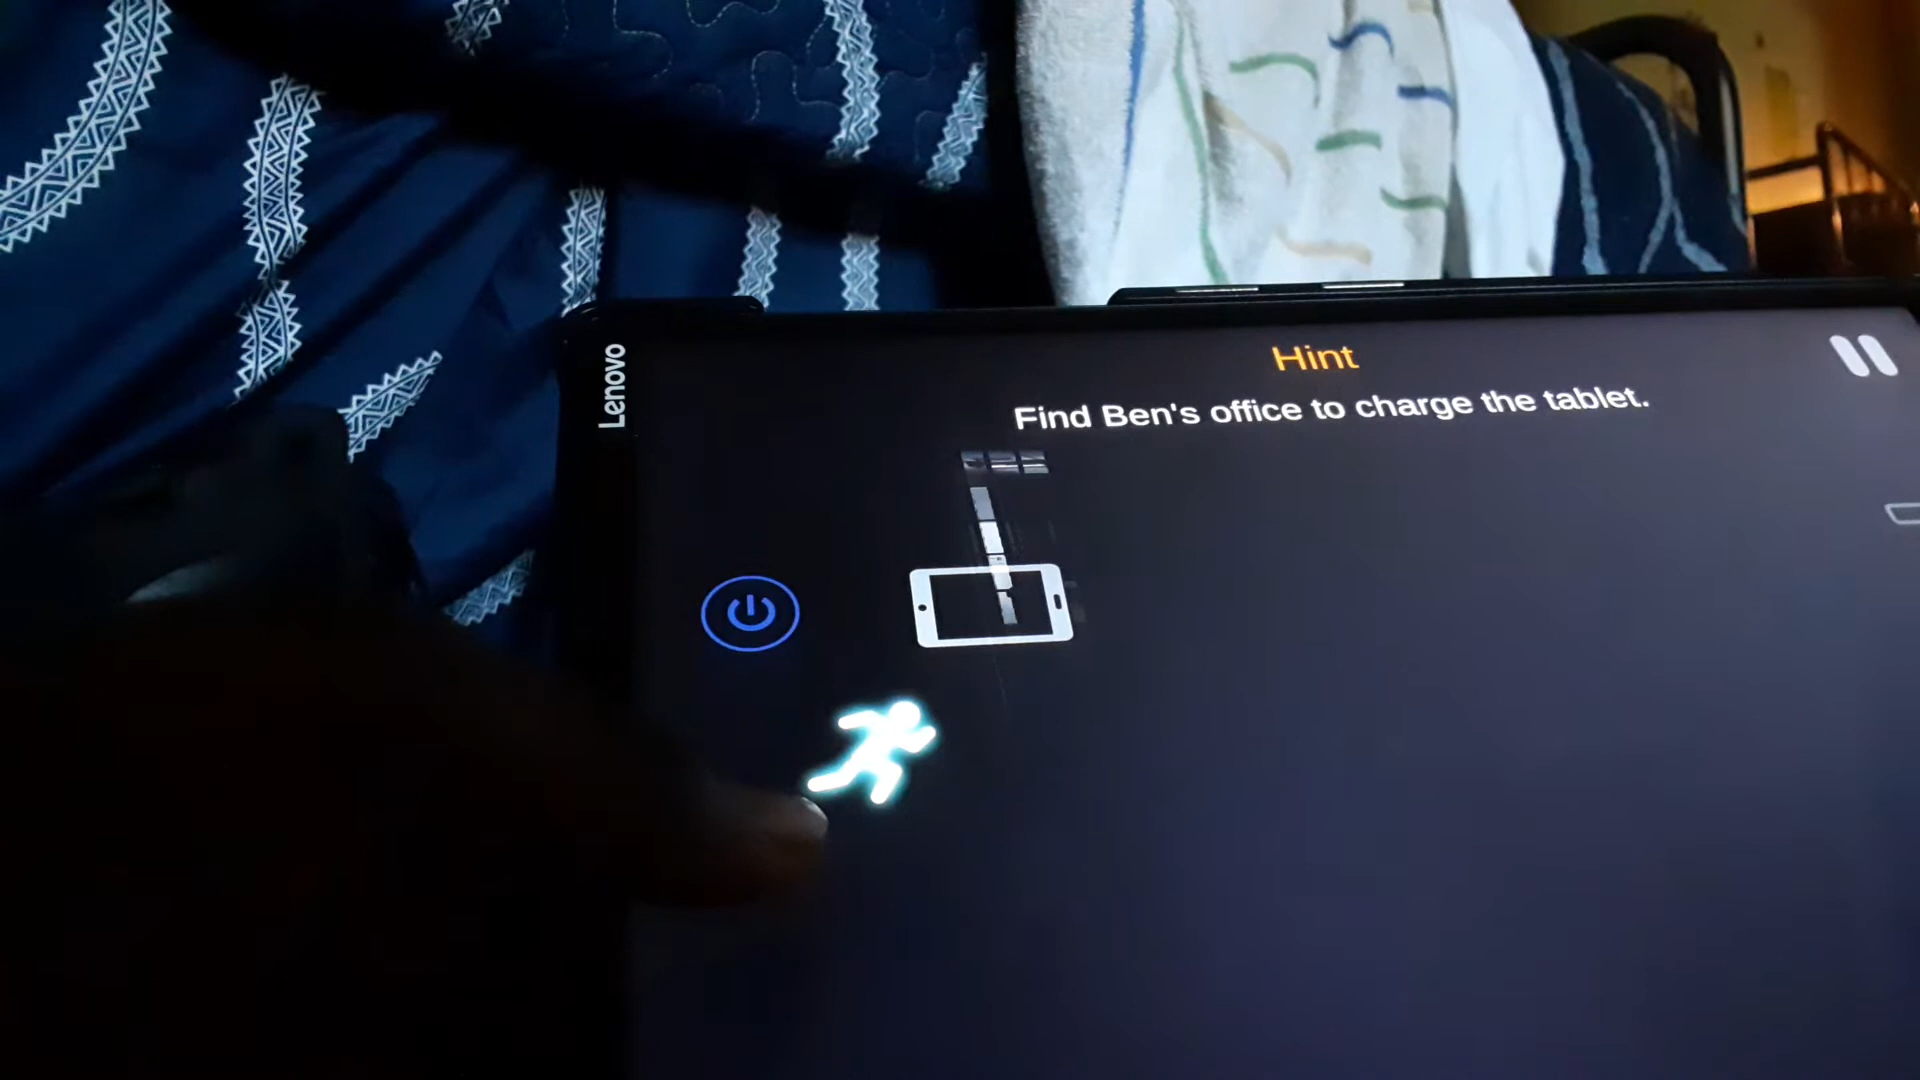 Lenovo
Hint
Find Ben's office to charge the tablet.